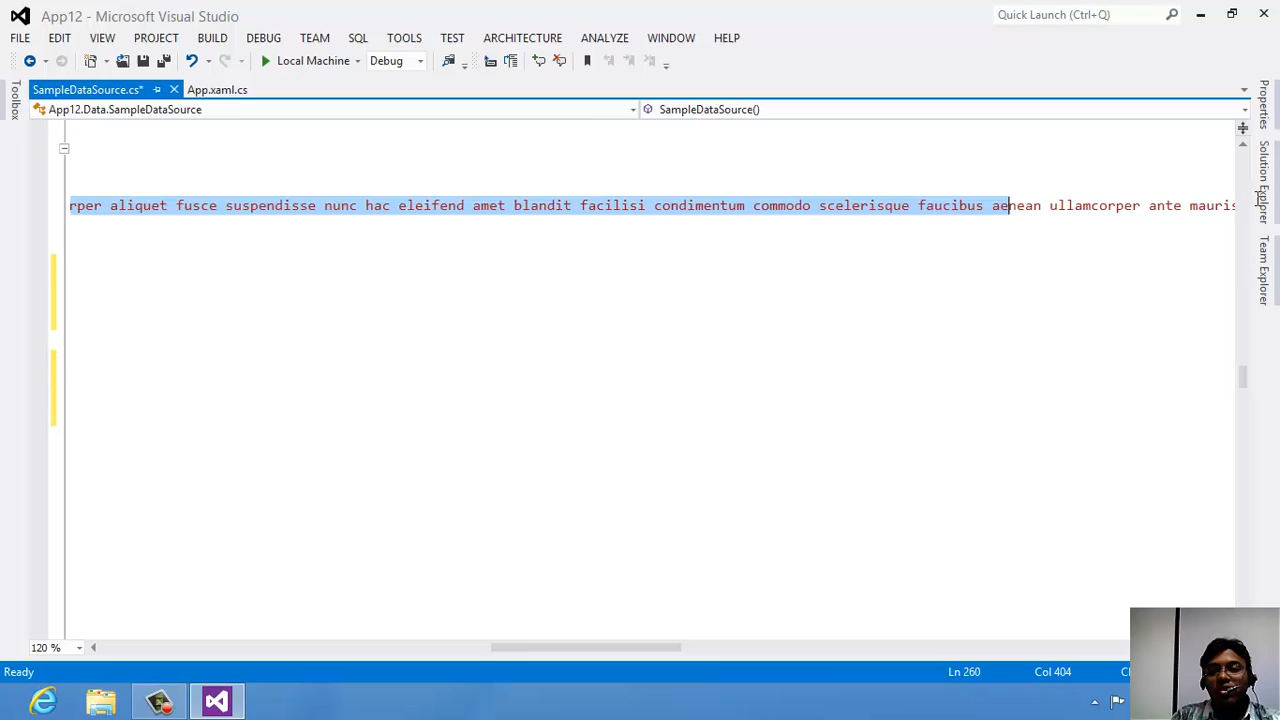 App12 - Microsoft Visual Studio
Quick Launch (Ctrl+Q)
FILE EDIT VIEW PROJECT BUILD DEBUG TEAM SQL TOOLS TEST ARCHITECTURE ANALYZE WINDOW HELP
Local Machine Debug
Toolbox
SampleDataSource.cs* App.xaml.cs
App12.Data.SampleDataSource SampleDataSource()
rper aliquet fusce suspendisse nunc hac eleifend amet blandit facilisi condimentum commodo scelerisque faucibus aenean ullamcorper ante mauris
Properties
Solution Explorer
Team Explorer
120 %
Ready Ln 260 Col 404